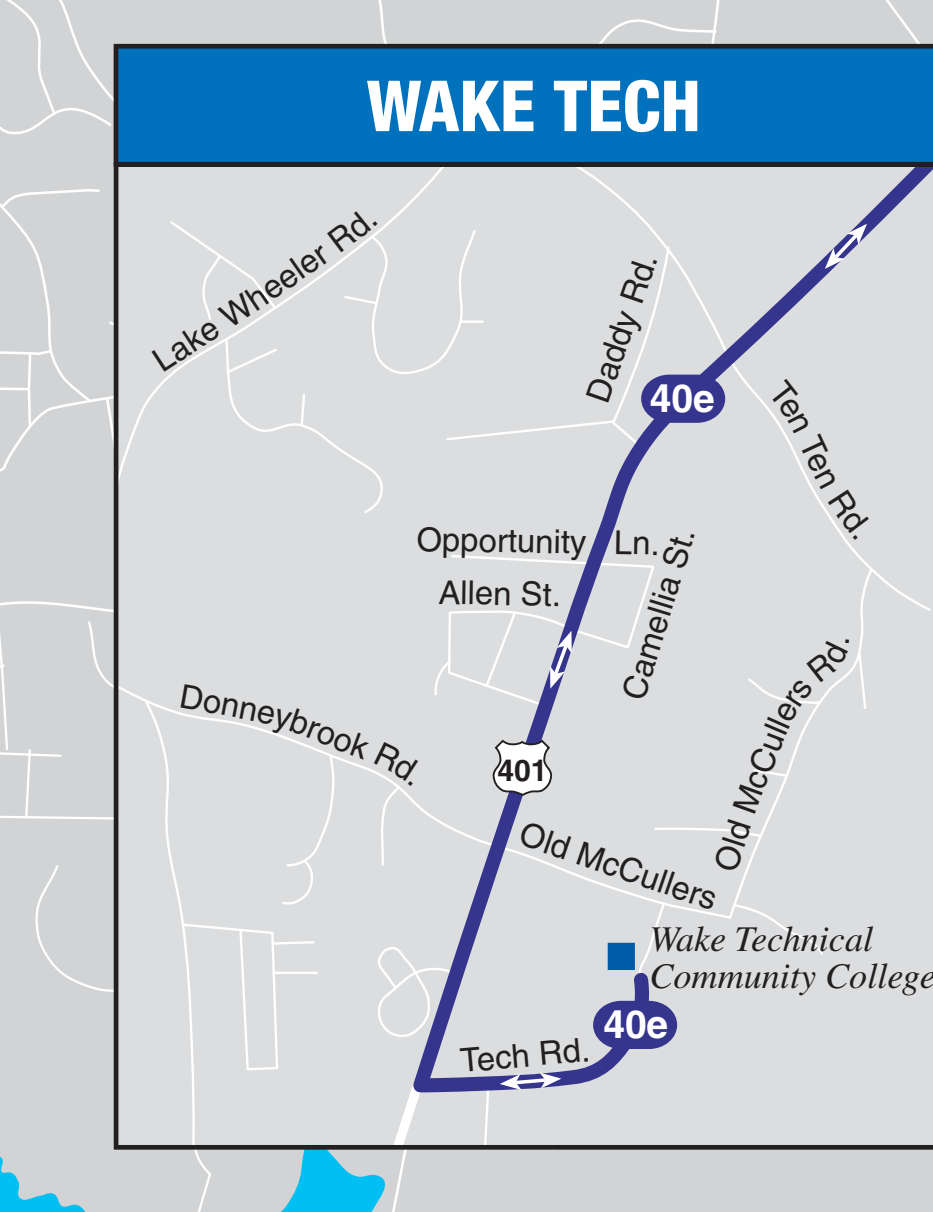 WAKE TECH
Lake Wheeler Rd.
Daddy Rd.
40e
Ten Ten Rd.
Opportunity Ln.
Camellia St.
Allen St.
Old McCullers Rd.
Donneybrook Rd.
401
Old McCullers
Wake Technical
Community College
40e
Tech Rd.